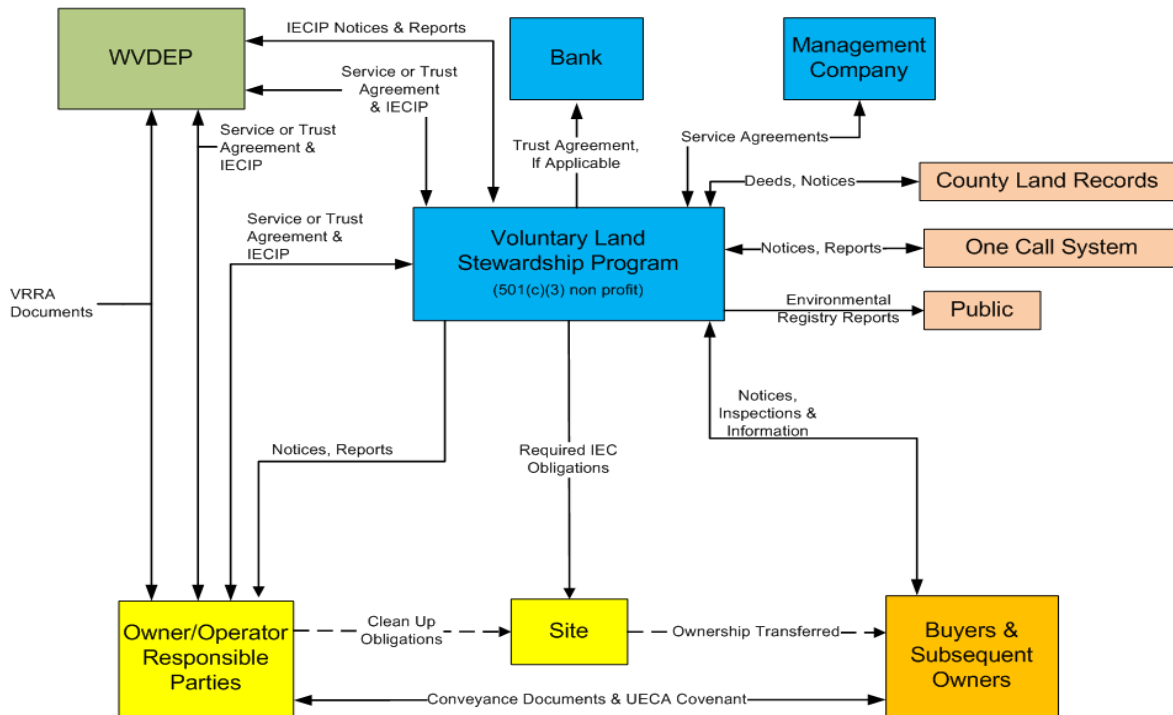 WVDEP
IECIP Notices & Reports
Bank
Management
Company
Service or Trust
Agreement
& IECIP
Service or Trust
Agreement &
IECIP
Trust Agreement,
If Applicable
Service Agreements
Deeds, Notices
County Land Records
Service or Trust
Agreement &
IECIP
Voluntary Land
Stewardship Program
(501(c)(3) non profit)
Notices, Reports
One Call System
VRRA
Documents
Environmental
Registry Reports
Public
Notices, Reports
Required IEC
Obligations
Notices,
Inspections &
Information
Owner/Operator
Responsible
Parties
Clean Up
Obligations
Site
Ownership Transferred
Buyers &
Subsequent
Owners
Conveyance Documents & UECA Covenant